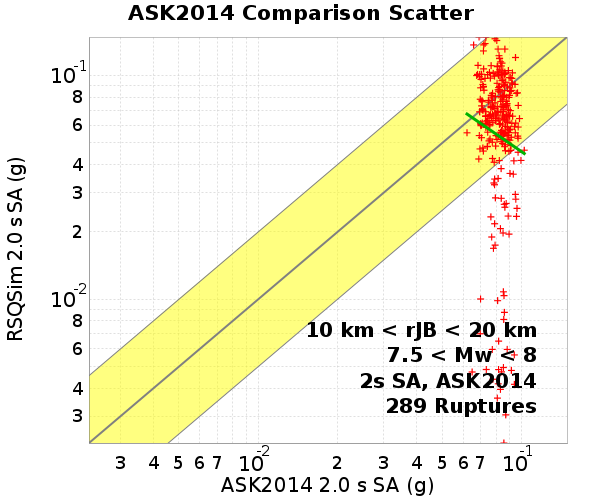 ASK2014 Comparison Scatter
RSQSim 2.0 s SA (g)
10-1
8
6
4
3
2
10-2
8
6
4
3
10 km < rJB < 20 km
7.5 < Mw < 8
2s SA, ASK2014
289 Ruptures
3 4 5 6 7 10-2 2 3 4 5 6 7 10-1
ASK2014 2.0 s SA (g)